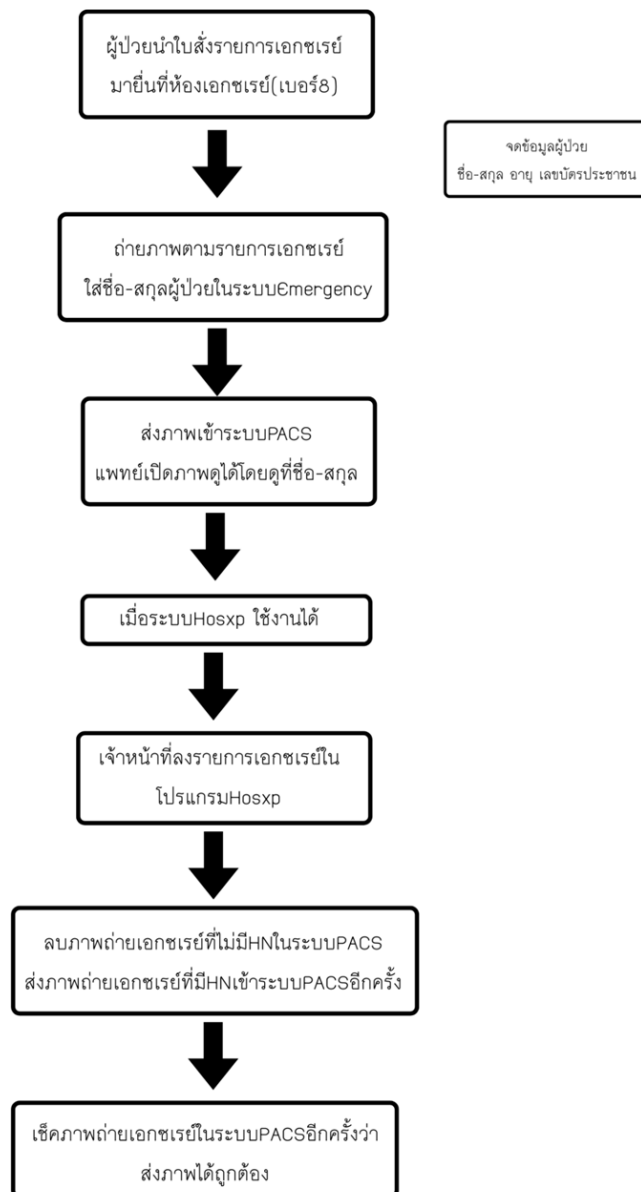 ผู้ป่วยนำใบสั่งรายการเอกซเรย์
มายื่นที่ห้องเอกซเรย์(เบอร์8)
จดข้อมูลผู้ป่วย
ชื่อ-สกุล อายุ เลขบัตรประชาชน
ถ่ายภาพตามรายการเอกซเรย์
ใส่ชื่อ-สกุลผู้ป่วยในระบบEmergency
ส่งภาพเข้าระบบPACS
แพทย์เปิดภาพดูได้โดยดูที่ชื่อ-สกุล
เมื่อระบบHosxp ใช้งานได้
เจ้าหน้าที่ลงรายการเอกซเรย์ใน
โปรแกรมHosxp
ลบภาพถ่ายเอกซเรย์ที่ไม่มีHNในระบบPACS
ส่งภาพถ่ายเอกซเรย์ที่มีHNเข้าระบบPACSอีกครั้ง
เช็คภาพถ่ายเอกซเรย์ในระบบPACSอีกครั้งว่า
ส่งภาพได้ถูกต้อง